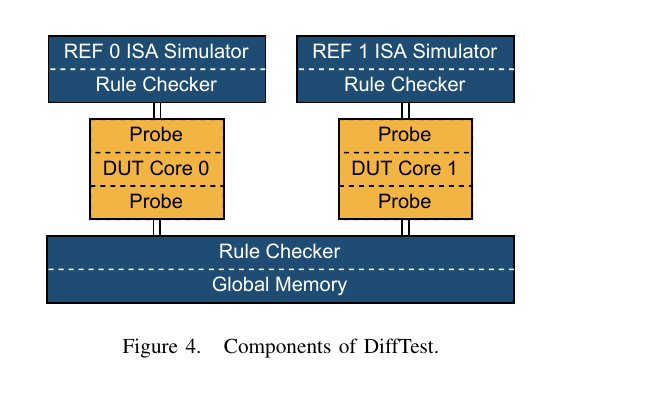 REF 0 ISA Simulator
Rule Checker
REF 1 ISA Simulator
Rule Checker
Probe
DUT Core 0
Probe
Probe
DUT Core 1
Probe
Rule Checker
Global Memory
Figure 4. Components of DiffTest.